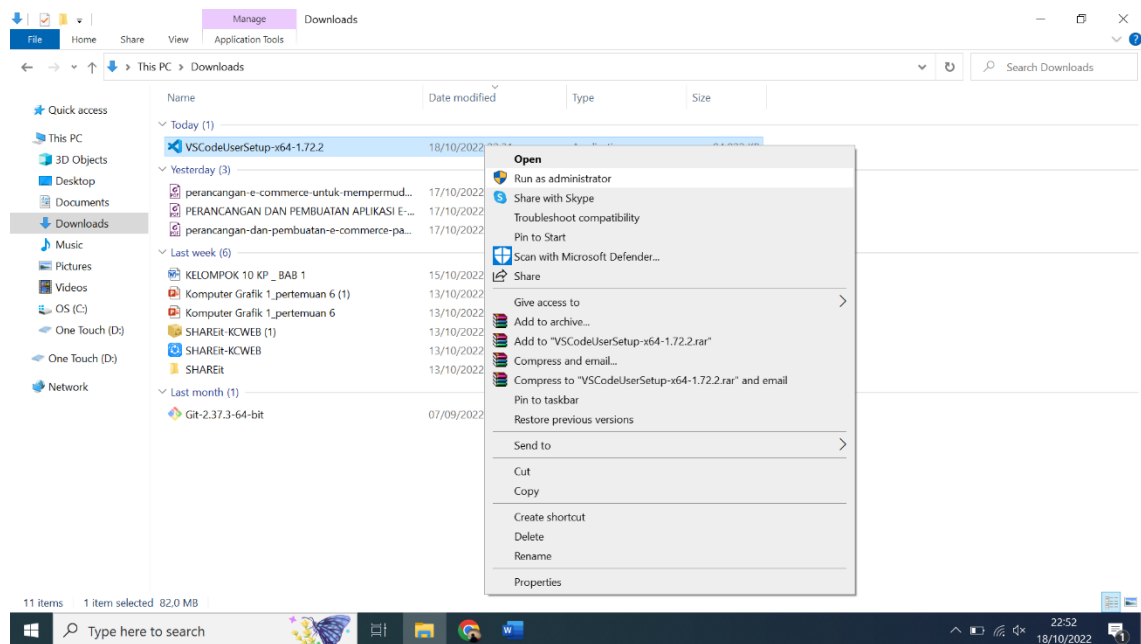 Manage Downloads
File Home Share View Application Tools
This PC > Downloads
Search Downloads
Name Date modified Type Size
Quick access
This PC
3D Objects
Desktop
Documents
Downloads
Music
Pictures
Videos
OS (C:)
One Touch (D:)
One Touch (D:)
Network
Today (1)
VSCodeUserSetup-x64-1.72.2 18/10/2022
Yesterday (3)
perancangan-e-commerce-untuk-mempermud... 17/10/2022
PERANCANGAN DAN PEMBUATAN APLIKASI E-... 17/10/2022
perancangan-dan-pembuatan-e-commerce-pa... 17/10/2022
Last week (6)
KELOMPOK 10 KP _ BAB 1 15/10/2022
Komputer Grafik 1_pertemuan 6 (1) 13/10/2022
Komputer Grafik 1_pertemuan 6 13/10/2022
SHAREit-KCWEB (1) 13/10/2022
SHAREit-KCWEB 13/10/2022
SHAREit 13/10/2022
Last month (1)
Git-2.37.3-64-bit 07/09/2022
Open
Run as administrator
Share with Skype
Troubleshoot compatibility
Pin to Start
Scan with Microsoft Defender...
Share
Give access to
Add to archive...
Add to "VSCodeUserSetup-x64-1.72.2.rar"
Compress and email...
Compress to "VSCodeUserSetup-x64-1.72.2.rar" and email
Pin to taskbar
Restore previous versions
Send to
Cut
Copy
Create shortcut
Delete
Rename
Properties
11 items 1 item selected 82,0 MB
Type here to search
22:52
18/10/2022
1